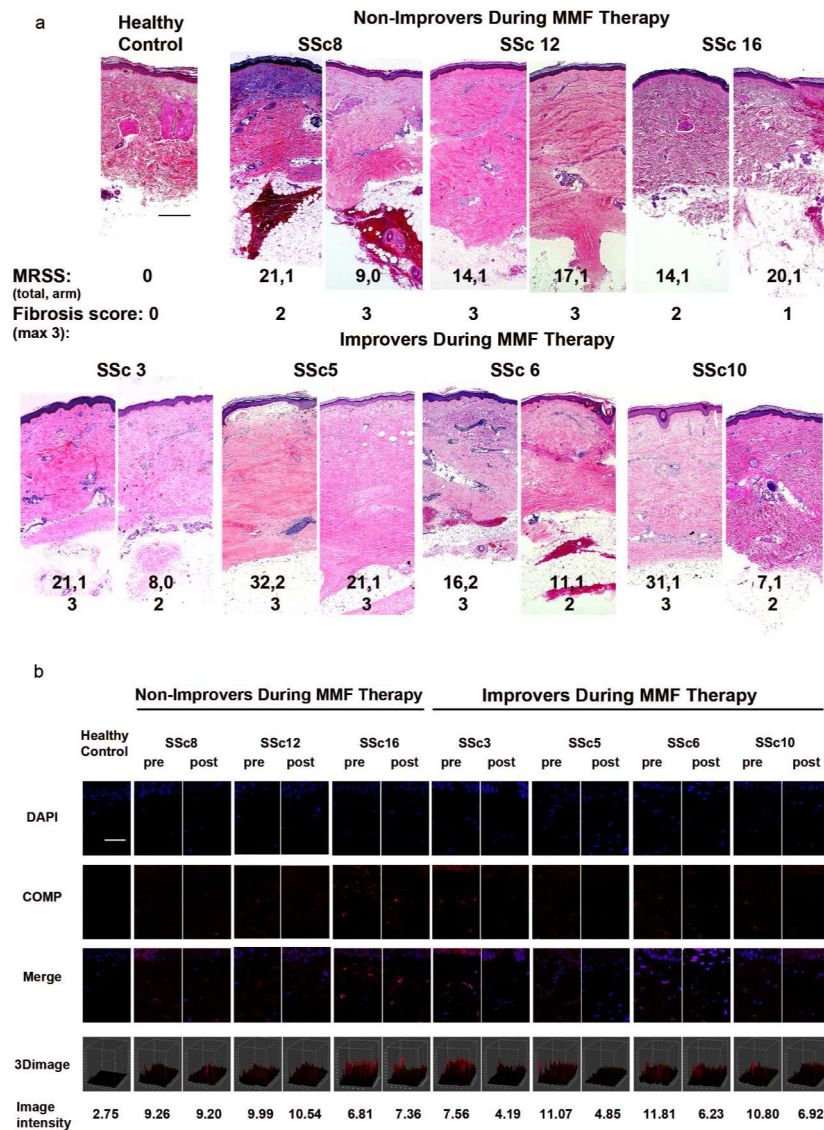 a
Non-Improvers During MMF Therapy
Healthy Control
SSc8 SSc 12 SSc 16
MRSS: 0 21,1 9,0 14,1 17,1 14,1 20,1
(total, arm)
Fibrosis score: 0 2 3 3 3 2 1
(max 3):
Improvers During MMF Therapy
SSc 3 SSc5 SSc 6 SSc10
21,1 8,0 32,2 21,1 16,2 11,1 31,1 7,1
3 2 3 3 3 2 3 2
b
Non-Improvers During MMF Therapy Improvers During MMF Therapy
Healthy Control
SSc8 SSc12 SSc16 SSc3 SSc5 SSc6 SSc10
pre post pre post pre post pre post pre post pre post pre post
DAPI
COMP
Merge
3Dimage
Image intensity 2.75 9.26 9.20 9.99 10.54 6.81 7.36 7.56 4.19 11.07 4.85 11.81 6.23 10.80 6.92